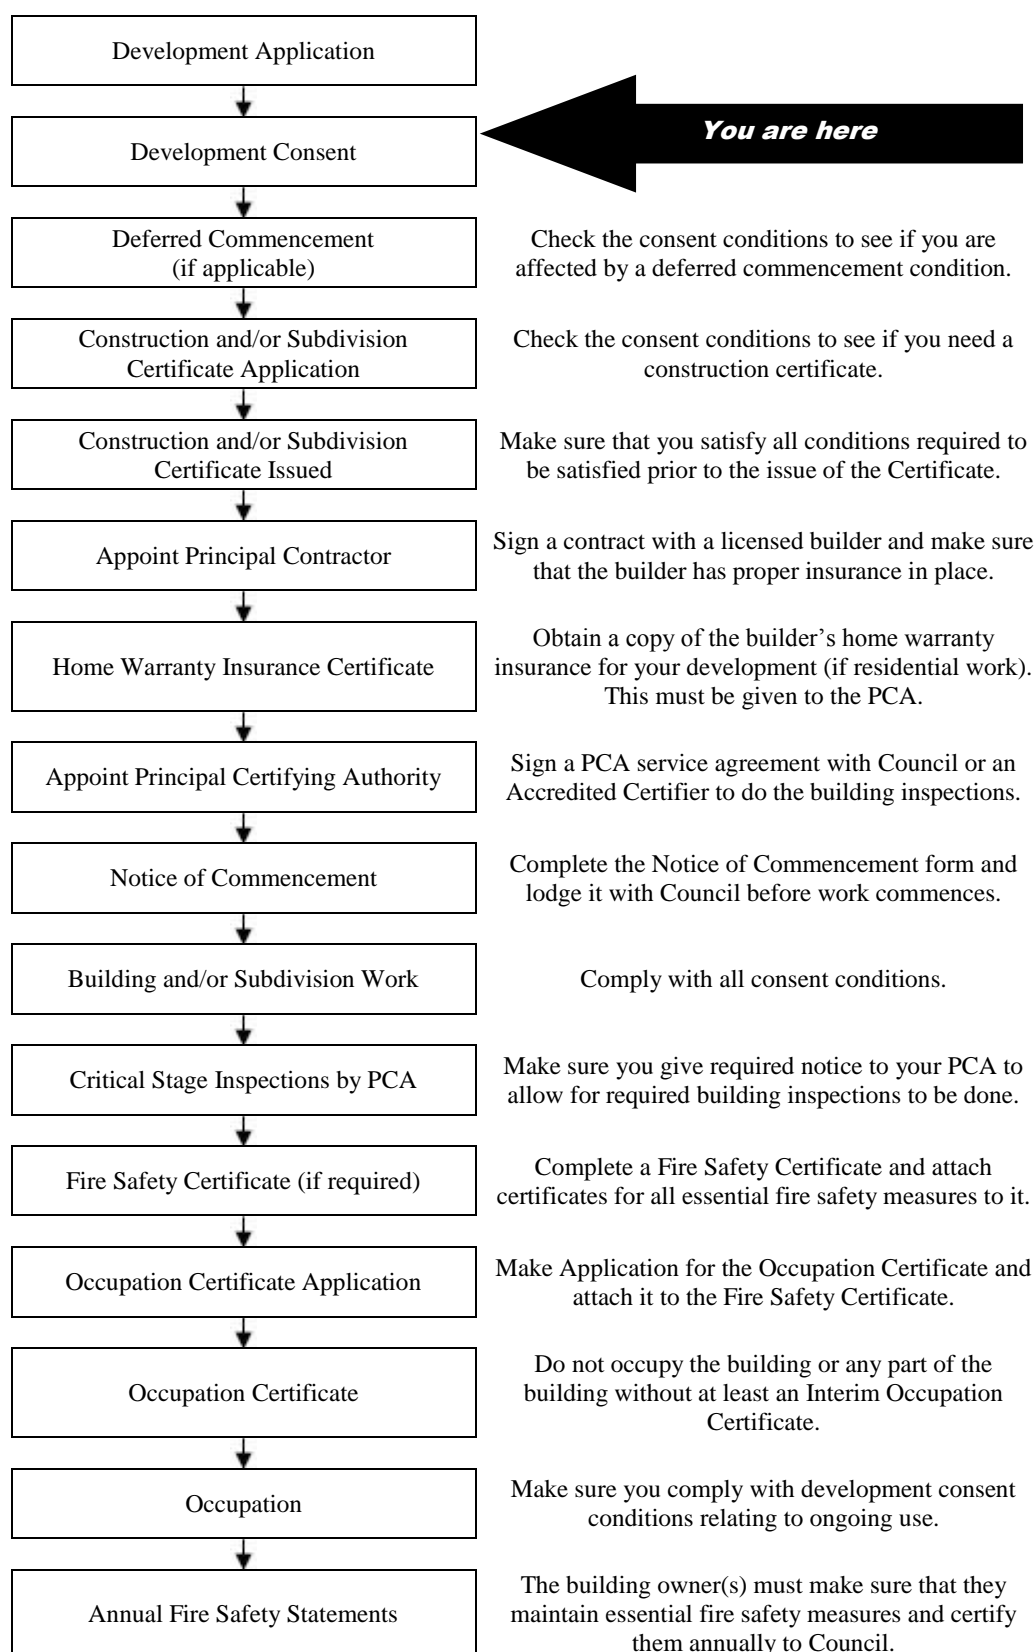 Development Application
Development Consent
You are here
Deferred Commencement
(if applicable)
Check the consent conditions to see if you are
affected by a deferred commencement condition.
Construction and/or Subdivision
Certificate Application
Check the consent conditions to see if you need a
construction certificate.
Construction and/or Subdivision
Certificate Issued
Make sure that you satisfy all conditions required to
be satisfied prior to the issue of the Certificate.
Appoint Principal Contractor
Sign a contract with a licensed builder and make sure
that the builder has proper insurance in place.
Home Warranty Insurance Certificate
Obtain a copy of the builder’s home warranty
insurance for your development (if residential work).
This must be given to the PCA.
Appoint Principal Certifying Authority
Sign a PCA service agreement with Council or an
Accredited Certifier to do the building inspections.
Notice of Commencement
Complete the Notice of Commencement form and
lodge it with Council before work commences.
Building and/or Subdivision Work
Comply with all consent conditions.
Critical Stage Inspections by PCA
Make sure you give required notice to your PCA to
allow for required building inspections to be done.
Fire Safety Certificate (if required)
Complete a Fire Safety Certificate and attach
certificates for all essential fire safety measures to it.
Occupation Certificate Application
Make Application for the Occupation Certificate and
attach it to the Fire Safety Certificate.
Occupation Certificate
Do not occupy the building or any part of the
building without at least an Interim Occupation
Certificate.
Occupation
Make sure you comply with development consent
conditions relating to ongoing use.
Annual Fire Safety Statements
The building owner(s) must make sure that they
maintain essential fire safety measures and certify
them annually to Council.